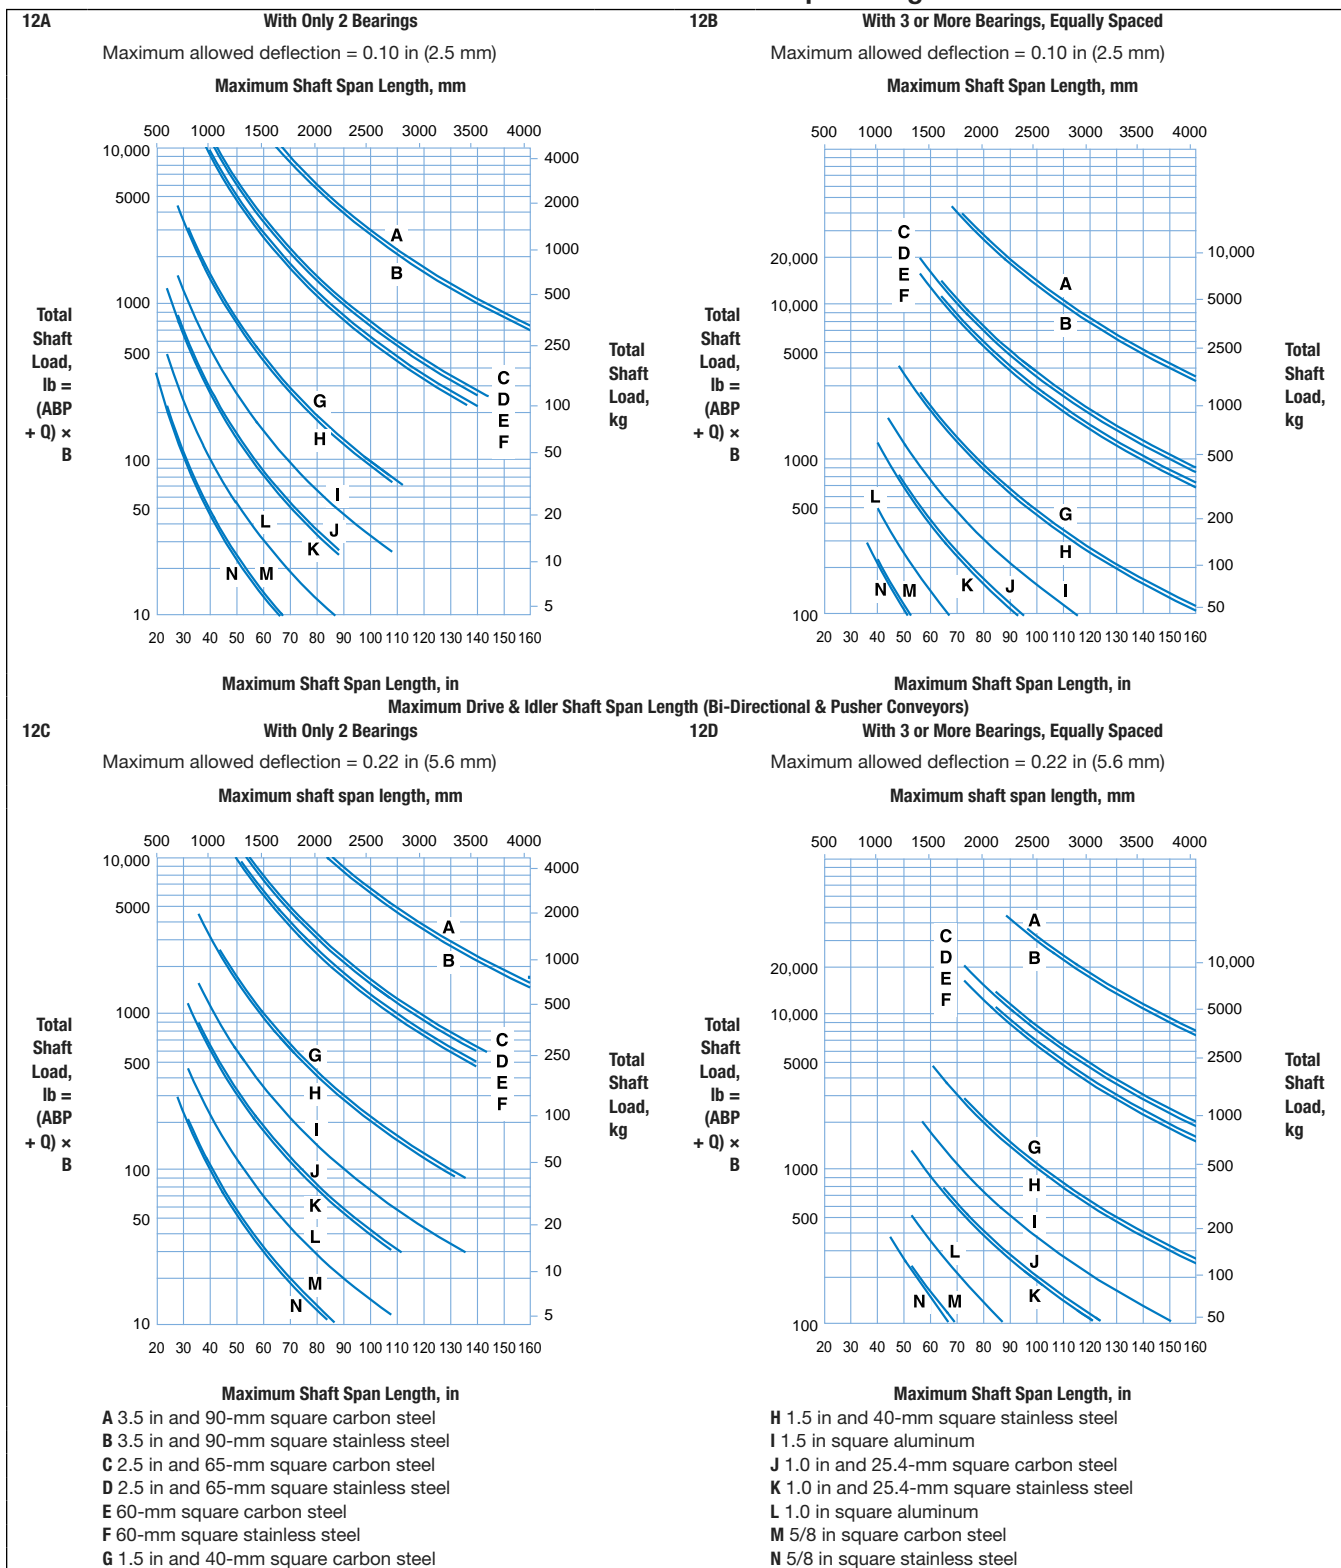 12A With Only 2 Bearings
Maximum allowed deflection = 0.10 in (2.5 mm)
Maximum Shaft Span Length, mm
500 1000 1500 2000 2500 3000 3500 4000
10,000
5000
1000
500
100
50
10
4000
2000
1000
500
250
100
50
20
10
5
Total
Shaft
Load,
lb =
(ABP
+ Q) ×
B
Total
Shaft
Load,
kg
A
B
C
D
E
F
G
H
I
J
K
L
N M
20 30 40 50 60 70 80 90 100 110 120 130 140 150 160
Maximum Shaft Span Length, in
12B With 3 or More Bearings, Equally Spaced
Maximum allowed deflection = 0.10 in (2.5 mm)
Maximum Shaft Span Length, mm
500 1000 1500 2000 2500 3000 3500 4000
20,000
10,000
5000
1000
500
100
10,000
5000
2500
1000
500
200
100
50
Total
Shaft
Load,
lb =
(ABP
+ Q) ×
B
Total
Shaft
Load,
kg
C
D
E
F
A
B
L
G
H
N M K J I
20 30 40 50 60 70 80 90 100 110 120 130 140 150 160
Maximum Shaft Span Length, in
Maximum Drive & Idler Shaft Span Length (Bi-Directional & Pusher Conveyors)
12C With Only 2 Bearings
Maximum allowed deflection = 0.22 in (5.6 mm)
Maximum shaft span length, mm
500 1000 1500 2000 2500 3000 3500 4000
10,000
5000
1000
500
100
50
10
4000
2000
1000
500
250
100
50
20
10
5
Total
Shaft
Load,
lb =
(ABP
+ Q) ×
B
Total
Shaft
Load,
kg
A
B
C
D
E
F
G
H
I
J
K
L
M
N
20 30 40 50 60 70 80 90 100 110 120 130 140 150 160
Maximum Shaft Span Length, in
12D With 3 or More Bearings, Equally Spaced
Maximum allowed deflection = 0.22 in (5.6 mm)
Maximum shaft span length, mm
500 1000 1500 2000 2500 3000 3500 4000
20,000
10,000
5000
1000
500
100
10,000
5000
2500
1000
500
200
100
50
Total
Shaft
Load,
lb =
(ABP
+ Q) ×
B
Total
Shaft
Load,
kg
A
B
C
D
E
F
G
H
I
L
J
K
N M
20 30 40 50 60 70 80 90 100 110 120 130 140 150 160
Maximum Shaft Span Length, in
A 3.5 in and 90-mm square carbon steel
B 3.5 in and 90-mm square stainless steel
C 2.5 in and 65-mm square carbon steel
D 2.5 in and 65-mm square stainless steel
E 60-mm square carbon steel
F 60-mm square stainless steel
G 1.5 in and 40-mm square carbon steel
H 1.5 in and 40-mm square stainless steel
I 1.5 in square aluminum
J 1.0 in and 25.4-mm square carbon steel
K 1.0 in and 25.4-mm square stainless steel
L 1.0 in square aluminum
M 5/8 in square carbon steel
N 5/8 in square stainless steel